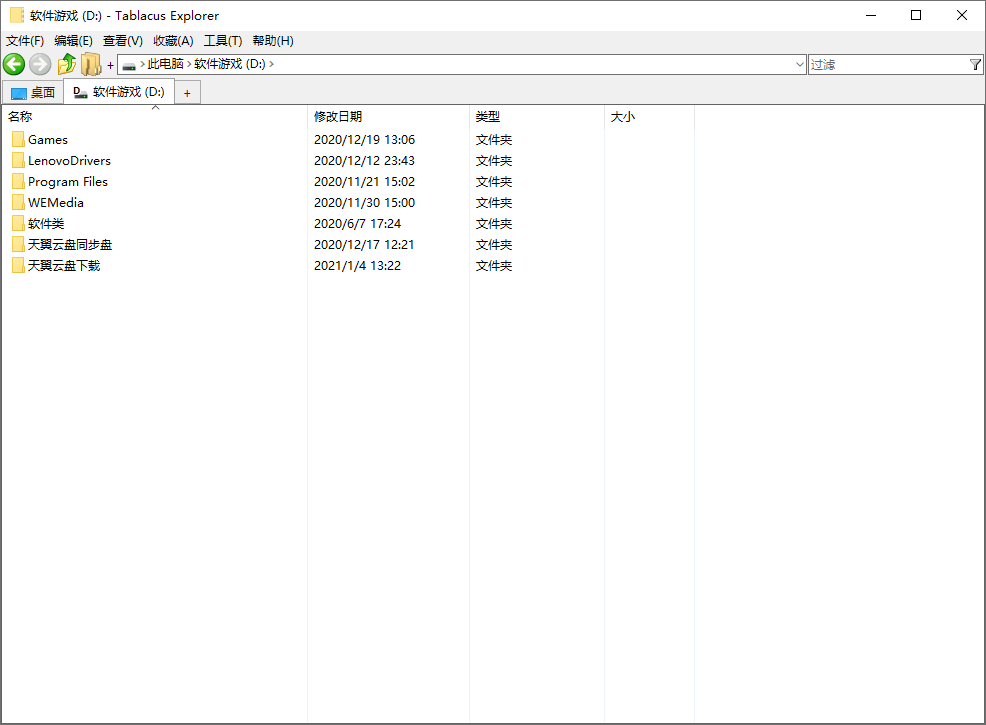 软件游戏 (D:) - Tablacus Explorer
文件(F) 编辑(E) 查看(V) 收藏(A) 工具(T) 帮助(H)
+ 此电脑 软件游戏 (D:) 过滤
桌面 D 软件游戏 (D:) +
名称 修改日期 类型 大小
Games 2020/12/19 13:06 文件夹
LenovoDrivers 2020/12/12 23:43 文件夹
Program Files 2020/11/21 15:02 文件夹
WEMedia 2020/11/30 15:00 文件夹
软件类 2020/6/7 17:24 文件夹
天翼云盘同步盘 2020/12/17 12:21 文件夹
天翼云盘下载 2021/1/4 13:22 文件夹